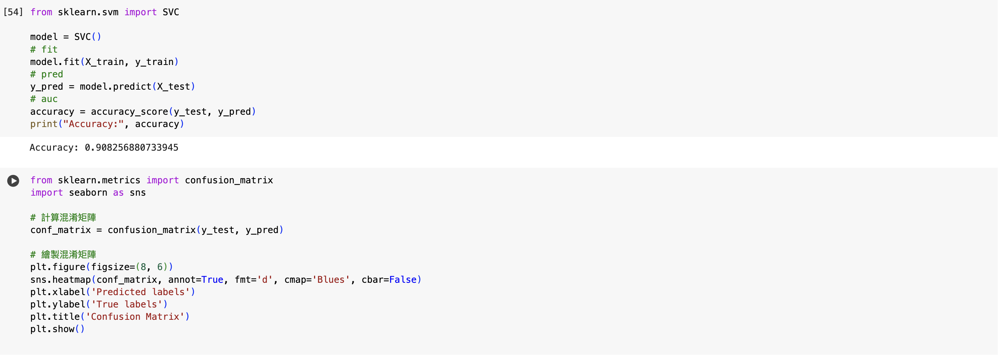 [54] from sklearn.svm import SVC
model = SVC()
# fit
model.fit(X_train, y_train)
# pred
y_pred = model.predict(X_test)
# auc
accuracy = accuracy_score(y_test, y_pred)
print("Accuracy:", accuracy)
Accuracy: 0.908256880733945
from sklearn.metrics import confusion_matrix
import seaborn as sns
# 計算混淆矩陣
conf_matrix = confusion_matrix(y_test, y_pred)
# 繪製混淆矩陣
plt.figure(figsize=(8, 6))
sns.heatmap(conf_matrix, annot=True, fmt='d', cmap='Blues', cbar=False)
plt.xlabel('Predicted labels')
plt.ylabel('True labels')
plt.title('Confusion Matrix')
plt.show()